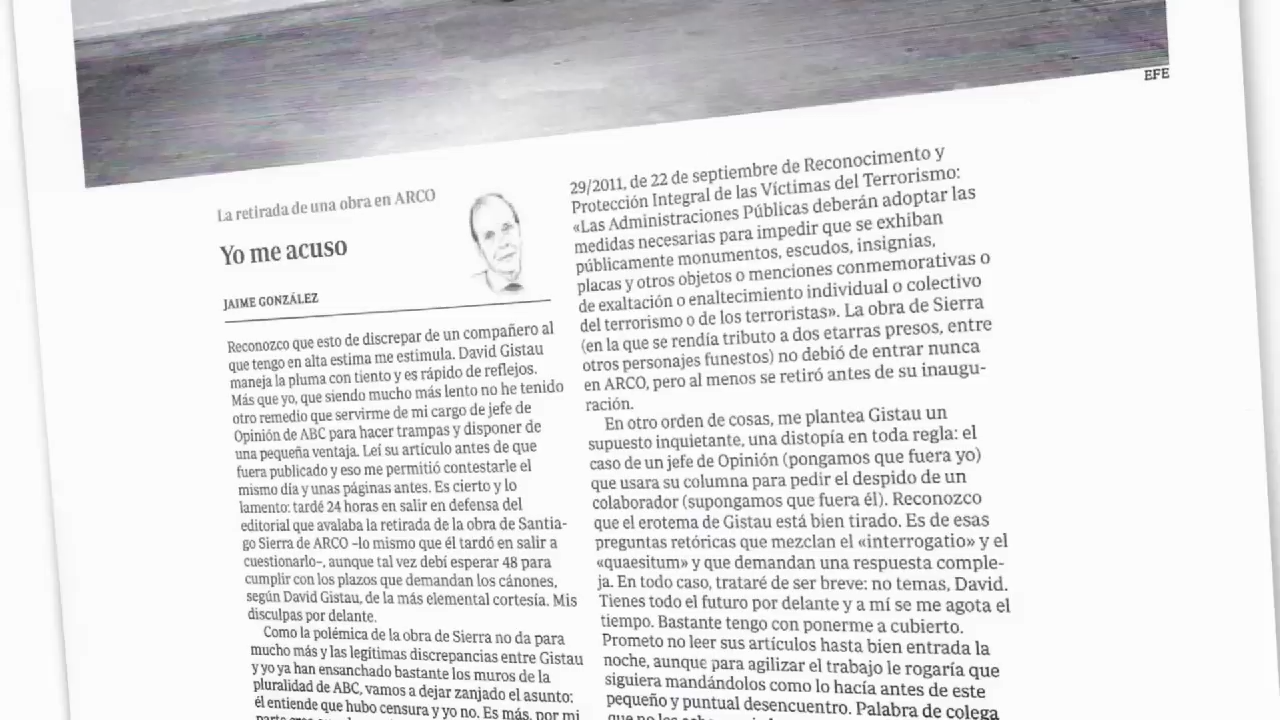 EFE
La retirada de una obra en ARCO
Yo me acuso
JAIME GONZÁLEZ
Reconozco que esto de discrepar de un compañero al
que tengo en alta estima me estimula. David Gistau
maneja la pluma con tiento y es rápido de reflejos.
Más que yo, que siendo mucho más lento no he tenido
otro remedio que servirme de mi cargo de jefe de
Opinión de ABC para hacer trampas y disponer de
una pequeña ventaja. Leí su artículo antes de que
fuera publicado y eso me permitió contestarle el
mismo día y unas páginas antes. Es cierto y lo
lamento: tardé 24 horas en salir en defensa del
editorial que avalaba la retirada de la obra de Santia-
go Sierra de ARCO –lo mismo que él tardó en salir a
cuestionarlo–, aunque tal vez debí esperar 48 para
cumplir con los plazos que demandan los cánones,
según David Gistau, de la más elemental cortesía. Mis
disculpas por delante.
Como la polémica de la obra de Sierra no da para
mucho más y las legítimas discrepancias entre Gistau
y yo ya han ensanchado bastante los muros de la
pluralidad de ABC, vamos a dejar zanjado el asunto:
él entiende que hubo censura y yo no. Es más, por mi
29/2011, de 22 de septiembre de Reconocimento y
Protección Integral de las Víctimas del Terrorismo:
«Las Administraciones Públicas deberán adoptar las
medidas necesarias para impedir que se exhiban
públicamente monumentos, escudos, insignias,
placas y otros objetos o menciones conmemorativas o
de exaltación o enaltecimiento individual o colectivo
del terrorismo o de los terroristas». La obra de Sierra
(en la que se rendía tributo a dos etarras presos, entre
otros personajes funestos) no debió de entrar nunca
en ARCO, pero al menos se retiró antes de su inaugu-
ración.
En otro orden de cosas, me plantea Gistau un
supuesto inquietante, una distopía en toda regla: el
caso de un jefe de Opinión (pongamos que fuera yo)
que usara su columna para pedir el despido de un
colaborador (supongamos que fuera él). Reconozco
que el erotema de Gistau está bien tirado. Es de esas
preguntas retóricas que mezclan el «interrogatio» y el
«quaesitum» y que demandan una respuesta comple-
ja. En todo caso, trataré de ser breve: no temas, David.
Tienes todo el futuro por delante y a mí se me agota el
tiempo. Bastante tengo con ponerme a cubierto.
Prometo no leer sus artículos hasta bien entrada la
noche, aunque para agilizar el trabajo le rogaría que
siguiera mandándolos como lo hacía antes de este
pequeño y puntual desencuentro. Palabra de colega